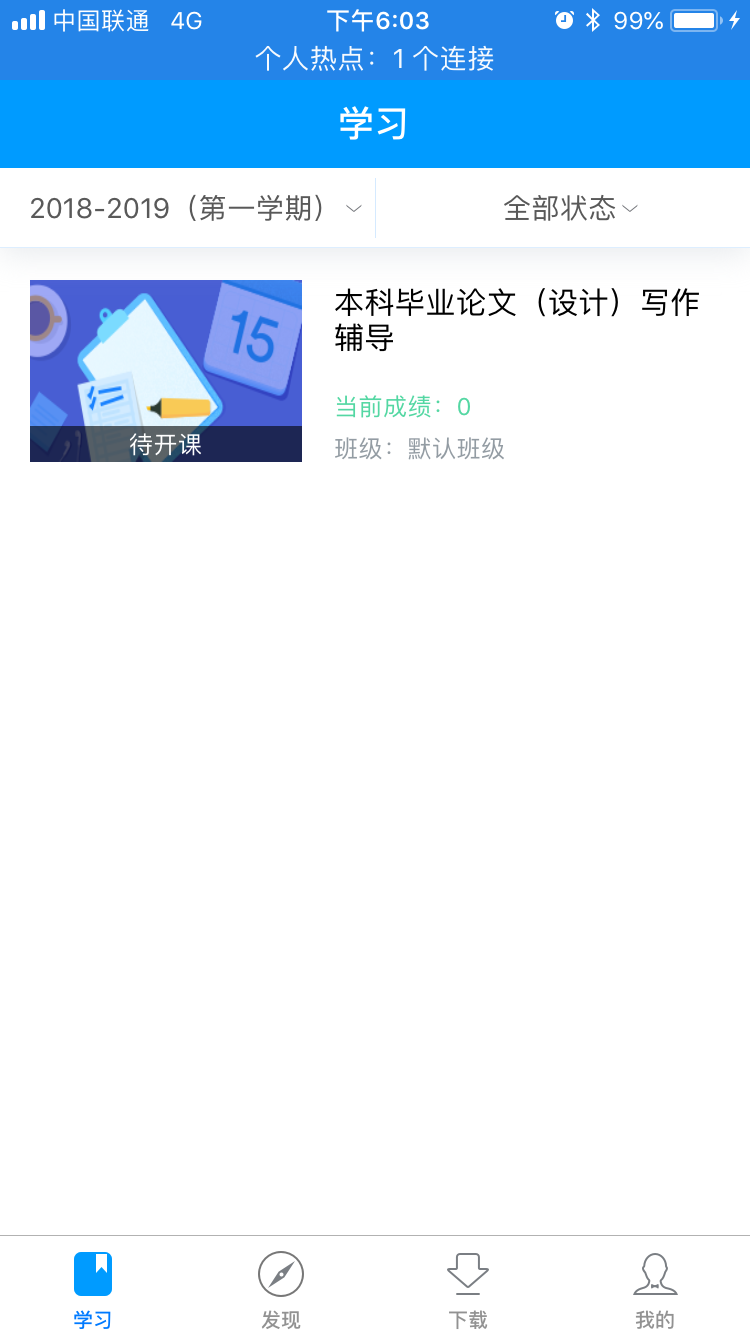 中国联通 4G 下午6:03 99%
个人热点：1 个连接
学习
2018-2019（第一学期） 全部状态
15
待开课
本科毕业论文（设计）写作
辅导
当前成绩：0
班级：默认班级
学习 发现 下载 我的